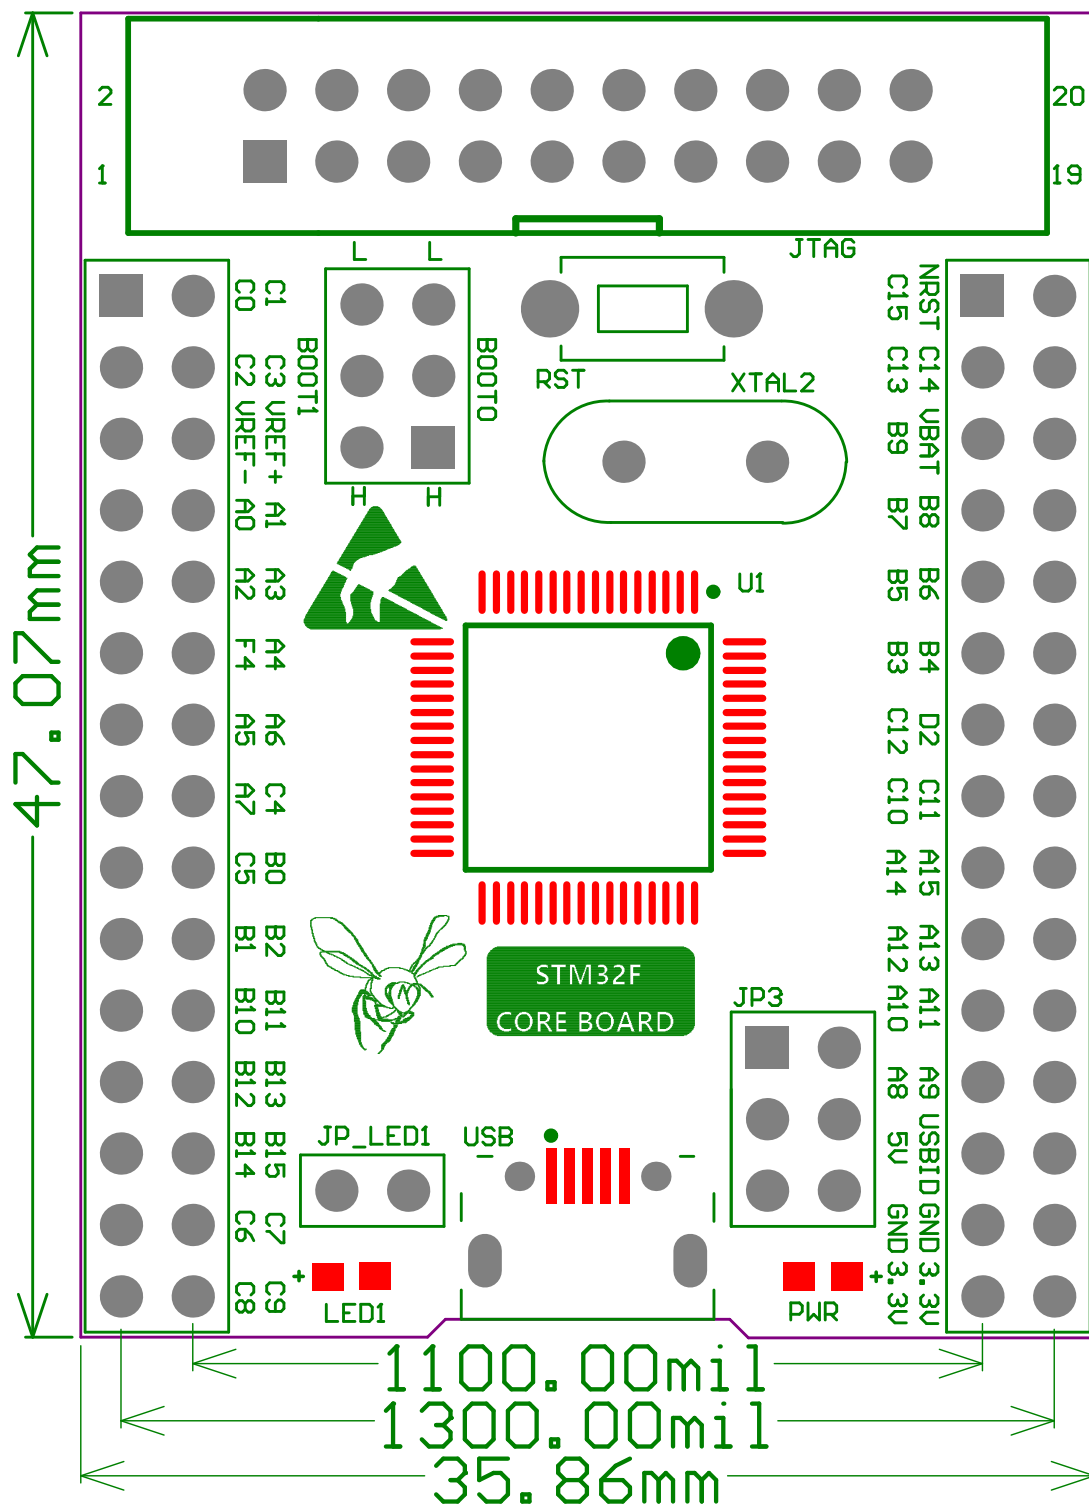 2
20
1
19
JTAG
L L
BOOT1
BOOT0
H H
RST
XTAL2
U1
C0 C1
C2 C3
VREF- VREF+
A0 A1
A2 A3
F4 A4
A5 A6
A7 C4
C5 B0
B1 B2
B10 B11
B12 B13
B14 B15
C6 C7
C8 C9
C15 NRST
C13 C14
B9 VBAT
B7 B8
B5 B6
B3 B4
C12 D2
C10 C11
A14 A15
A12 A13
A10 A11
A8 A9
5V USBID
GND GND
3.3V 3.3V
STM32F
CORE BOARD
JP3
JP_LED1
USB
+
LED1
+
PWR
47.07mm
1100.00mil
1300.00mil
35.86mm